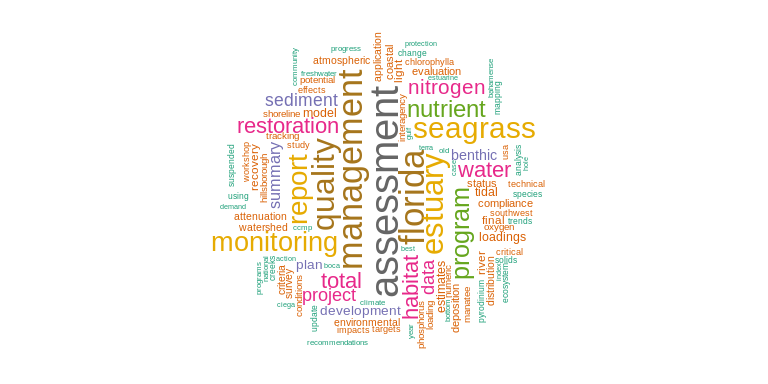 progress
protection
atmospheric
application
coastal
change
community
freshwater
potential
effects
light
chlorophylla
evaluation
estuarine
bahamense
mapping
nitrogen
sediment
shoreline
model
management
assessment
interagency
gulf
nutrient
restoration
tracking
study
quality
seagrass
suspended
workshop
recovery
hillsborough
summary
report
florida
terra
old
estuary
case
benthic
usa
analysis
note
water
using
demand
status
tidal
technical
species
compliance
attenuation
watershed
ccmp
program
southwest
final
trends
oxygen
monitoring
loadings
best
programs
national
creeks
action
criteria
survey
plan
boca
total
habitat
data
estimates
numeric
river
critical
solids
index
distribution
ecosystem
conditions
project
climate
ciega
update
development
environmental
impacts
targets
year
phosphorus
loading
bottom
deposition
manatee
pyrodinium
recommendations